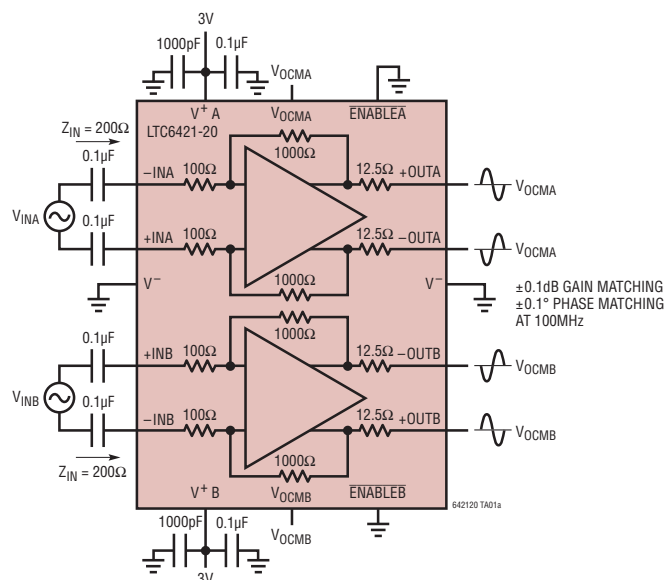 3V
1000pF 0.1µF
VOCMA
V+ A VOCMA ENABLEA
LTC6421-20
ZIN = 200Ω
0.1µF
–INA 100Ω 1000Ω 12.5Ω +OUTA
VOCMA
VINA
0.1µF
+INA 100Ω 12.5Ω –OUTA
VOCMA
V– 1000Ω V–
±0.1dB GAIN MATCHING
±0.1° PHASE MATCHING
AT 100MHz
0.1µF
+INB 100Ω 1000Ω 12.5Ω –OUTB
VOCMB
VINB
0.1µF
–INB 100Ω 12.5Ω +OUTB
VOCMB
1000Ω
ZIN = 200Ω
V+ B VOCMB ENABLEB
642120 TA01a
1000pF 0.1µF
VOCMB
3V